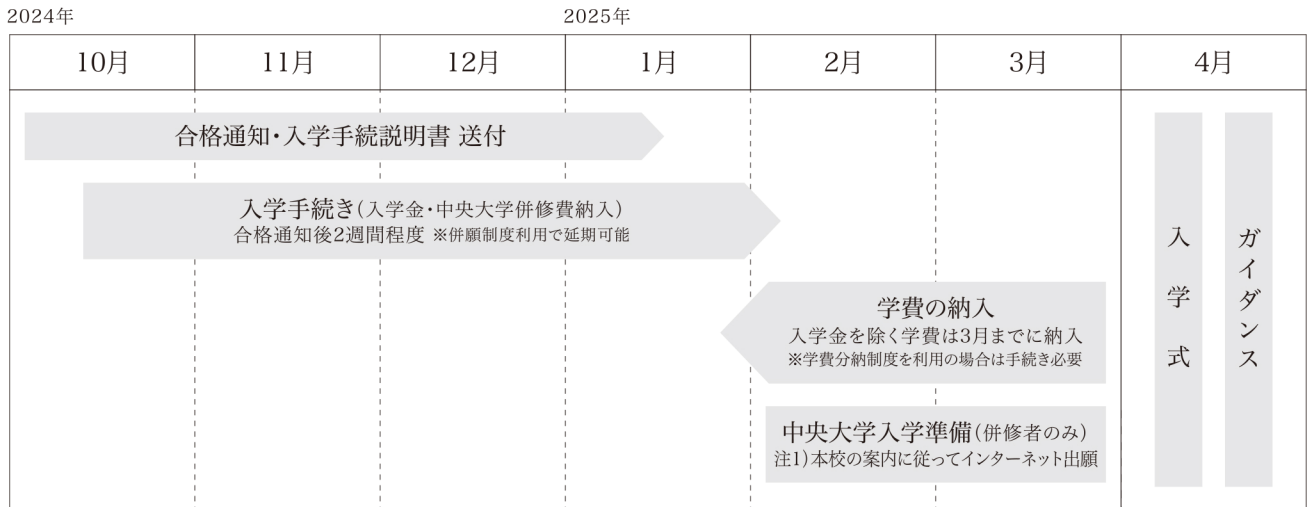 2024年
2025年
10月
11月
12月
1月
2月
3月
4月
合格通知・入学手続説明書 送付
入学手続き(入学金・中央大学併修費納入)
合格通知後2週間程度 ※併願制度利用で延期可能
学費の納入
入学金を除く学費は3月までに納入
※学費分納制度を利用の場合は手続き必要
中央大学入学準備(併修者のみ)
注1)本校の案内に従ってインターネット出願
入学式
ガイダンス